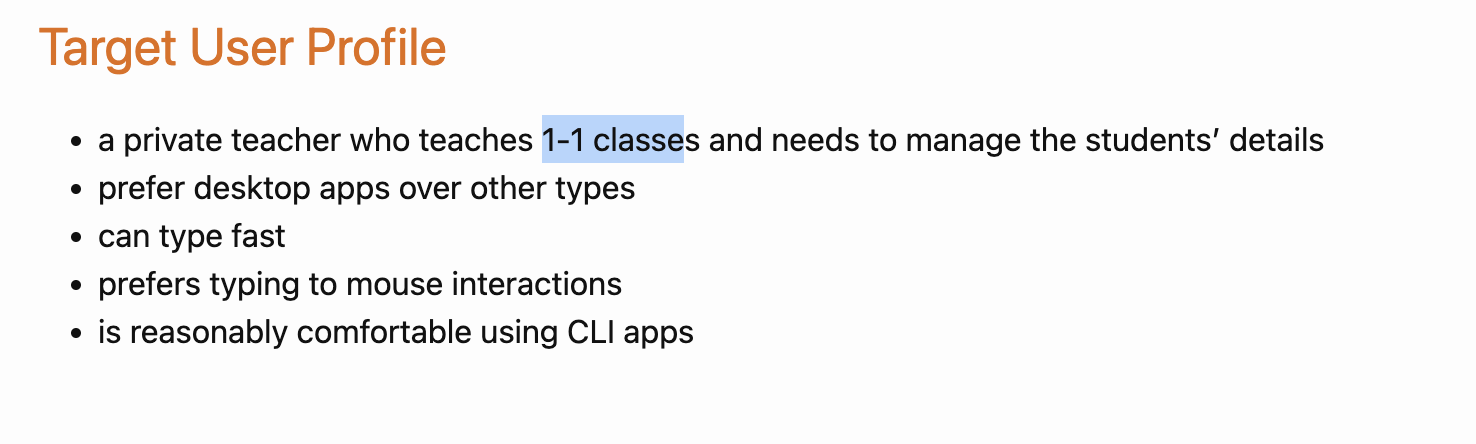 Target User Profile
• a private teacher who teaches 1-1 classes and needs to manage the students’ details
• prefer desktop apps over other types
• can type fast
• prefers typing to mouse interactions
• is reasonably comfortable using CLI apps